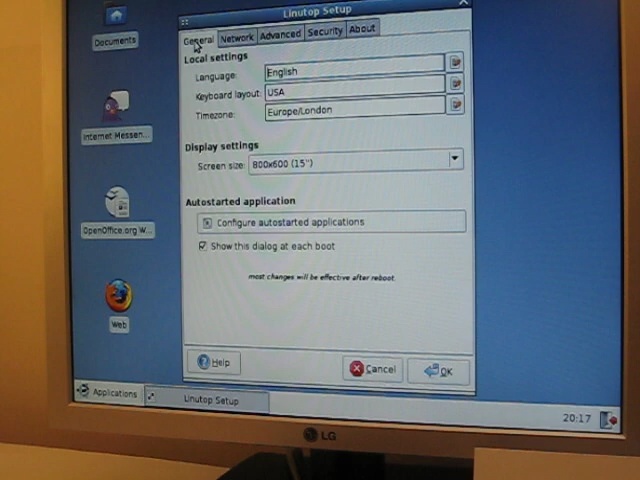 Linutop Setup
General Network Advanced Security About
Documents
Local settings
Language: English
Keyboard layout: USA
Timezone: Europe/London
Internet Messen...
Display settings
Screen size: 800x600 (15")
Autostarted application
Configure autostarted applications
OpenOffice.org W...
Show this dialog at each boot
most changes will be effective after reboot.
Web
Help Cancel OK
Applications Linutop Setup 20:17
LG